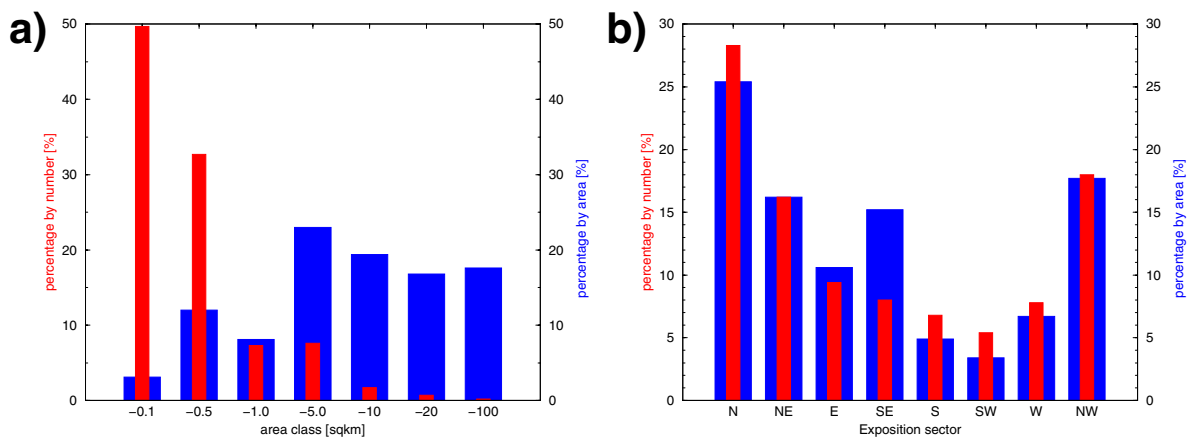 a)
50
40
30
20
10
0
percentage by number [%]
50
40
30
20
10
0
percentage by area [%]
−0.1 −0.5 −1.0 −5.0 −10 −20 −100
area class [sqkm]
b)
30
25
20
15
10
5
0
percentage by number [%]
30
25
20
15
10
5
0
percentage by area [%]
N NE E SE S SW W NW
Exposition sector